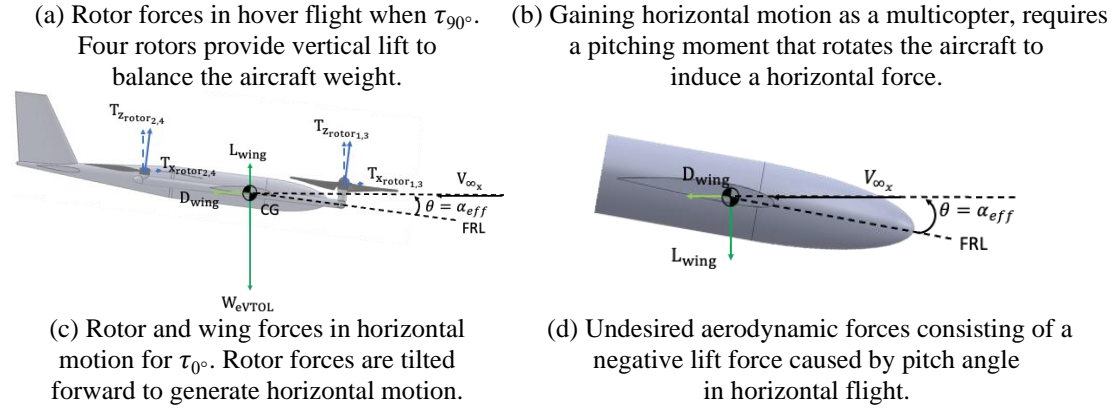 (a) Rotor forces in hover flight when τ90°.
Four rotors provide vertical lift to
balance the aircraft weight.
(b) Gaining horizontal motion as a multicopter, requires
a pitching moment that rotates the aircraft to
induce a horizontal force.
Tzrotor2,4
Tzrotor1,3
Lwing
Txrotor2,4
Txrotor1,3
V∞x
Dwing
CG
θ = αeff
FRL
WeVTOL
Dwing
V∞x
θ = αeff
FRL
Lwing
(c) Rotor and wing forces in horizontal
motion for τ0°. Rotor forces are tilted
forward to generate horizontal motion.
(d) Undesired aerodynamic forces consisting of a
negative lift force caused by pitch angle
in horizontal flight.